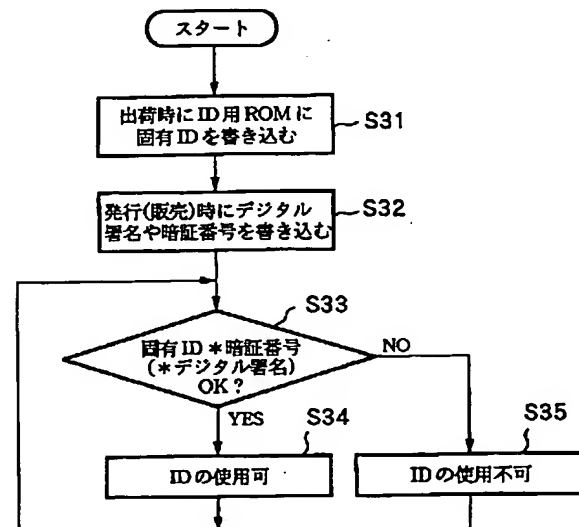 スタート
出荷時にID用ROMに
固有IDを書き込む
S31
発行(販売)時にデジタル
署名や暗証番号を書き込む
S32
S33
固有ID＊暗証番号
(＊デジタル署名)
OK？
NO
YES
S34
S35
IDの使用可
IDの使用不可